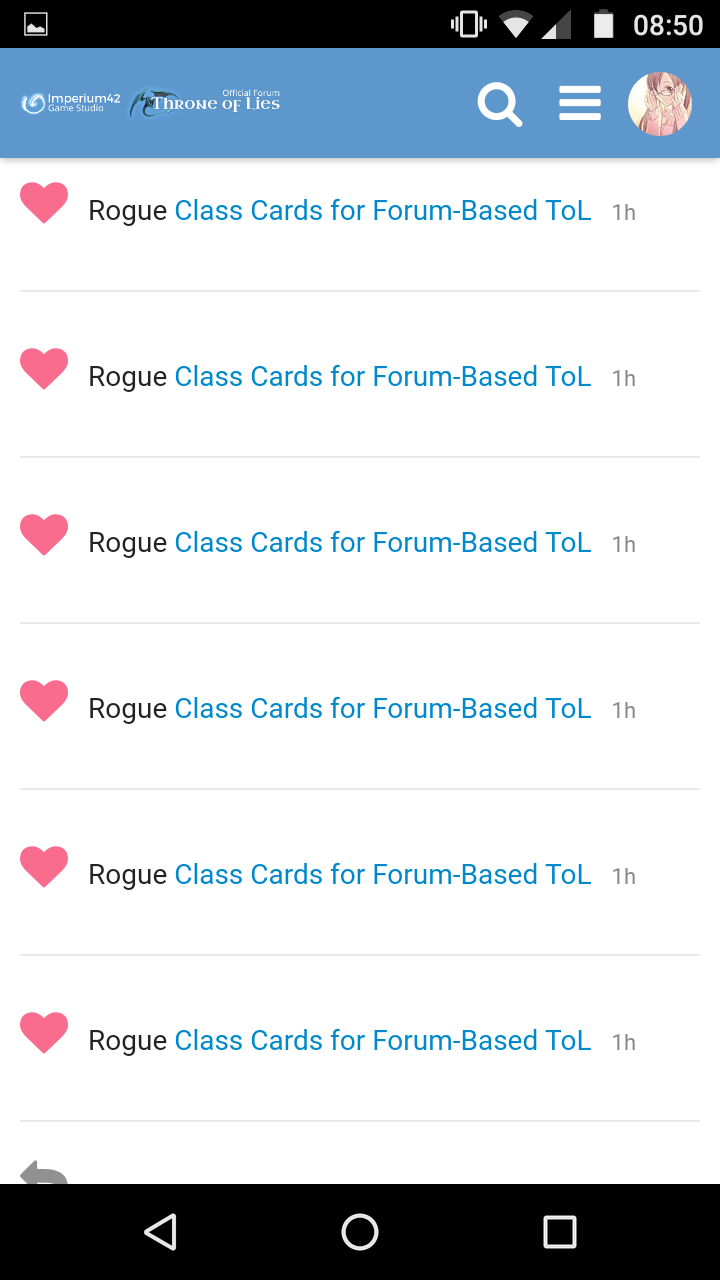 08:50
Imperium42
Game Studio
Official Forum
Throne of Lies
Rogue Class Cards for Forum-Based ToL 1h
Rogue Class Cards for Forum-Based ToL 1h
Rogue Class Cards for Forum-Based ToL 1h
Rogue Class Cards for Forum-Based ToL 1h
Rogue Class Cards for Forum-Based ToL 1h
Rogue Class Cards for Forum-Based ToL 1h